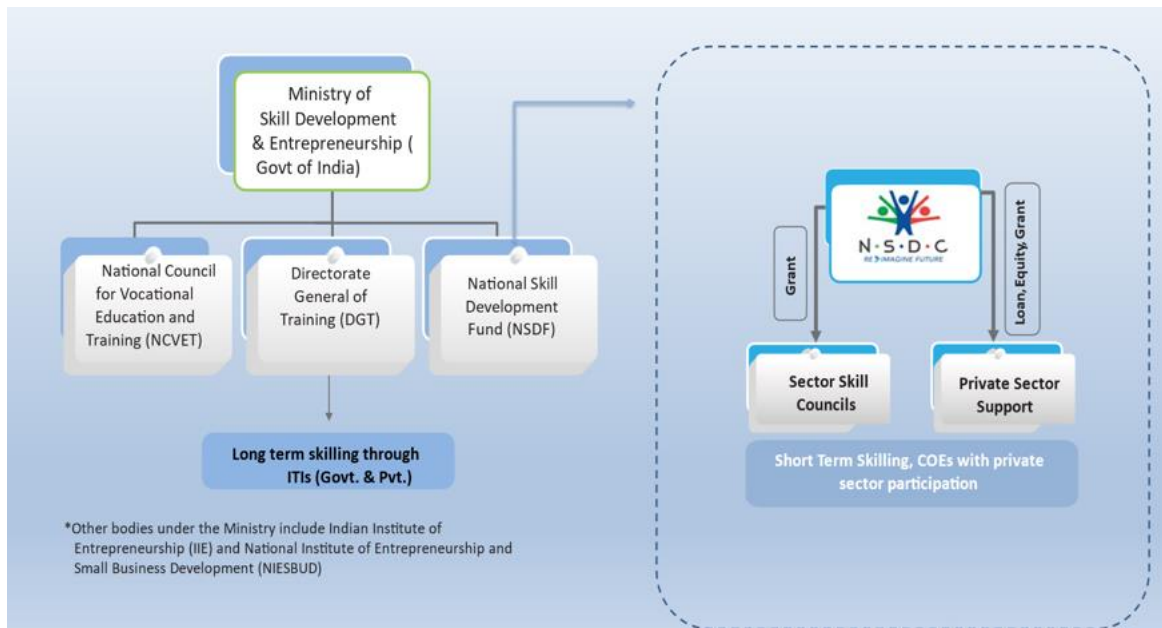 Ministry of
Skill Development
& Entrepreneurship (
Govt of India)
National Council
for Vocational
Education and
Training (NCVET)
Directorate
General of
Training (DGT)
National Skill
Development
Fund (NSDF)
Long term skilling through
ITIs (Govt. & Pvt.)
*Other bodies under the Ministry include Indian Institute of
Entrepreneurship (IIE) and National Institute of Entrepreneurship and
Small Business Development (NIESBUD)
N·S·D·C
RE-IMAGINE FUTURE
Grant
Loan, Equity, Grant
Sector Skill
Councils
Private Sector
Support
Short Term Skilling, COEs with private
sector participation